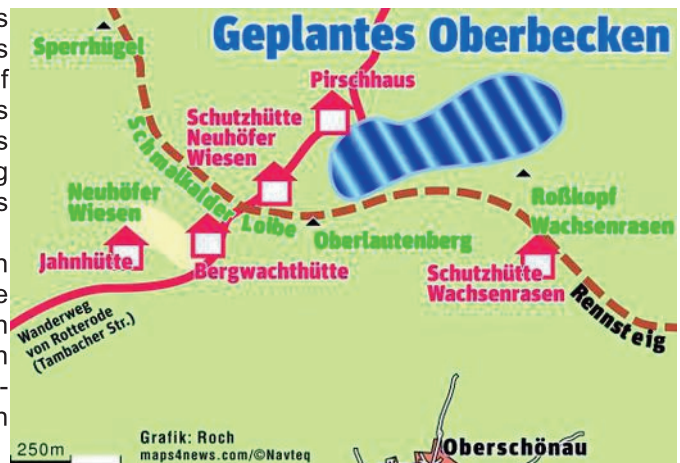 Geplantes Oberbecken
Sperrhügel
Pirschhaus
Schutzhütte
Neuhöfer
Wiesen
Schmalkalder Loibe
Neuhöfer
Wiesen
Roßkopf
Wachsenrasen
Oberlautenberg
Jahnhütte
Bergwachthütte
Schutzhütte
Wachsenrasen
Rennsteig
Wanderweg
von Rotterode
(Tambacher Str.)
Oberschönau
250m
Grafik: Roch
maps4news.com/©Navteq